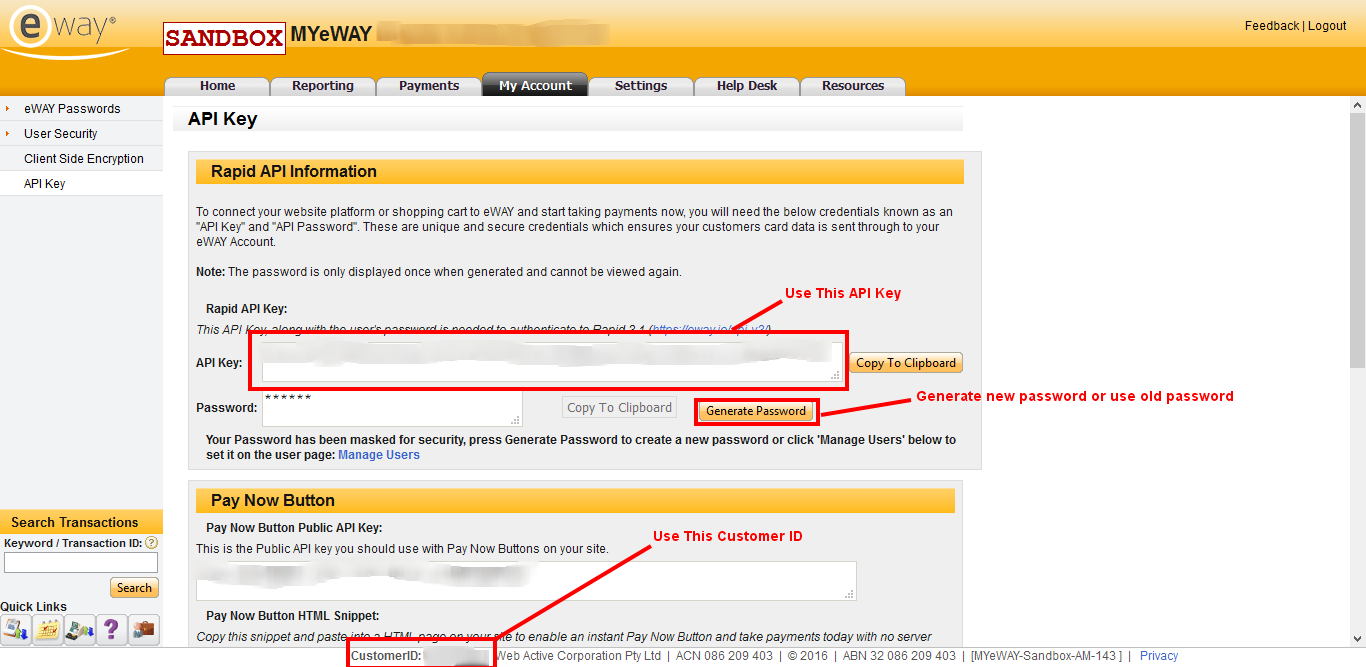 eway®
SANDBOX MYeWAY
Feedback | Logout
Home Reporting Payments My Account Settings Help Desk Resources
eWAY Passwords
User Security
Client Side Encryption
API Key
API Key
Rapid API Information
To connect your website platform or shopping cart to eWAY and start taking payments now, you will need the below credentials known as an
"API Key" and "API Password". These are unique and secure credentials which ensures your customers card data is sent through to your
eWAY Account.
Note: The password is only displayed once when generated and cannot be viewed again.
Use This API Key
Rapid API Key:
This API Key, along with the user's password is needed to authenticate to Rapid 3.1 (https://eway.io/api-v3/)
API Key:
Copy To Clipboard
Password: ******
Copy To Clipboard
Generate Password
Generate new password or use old password
Your Password has been masked for security, press Generate Password to create a new password or click 'Manage Users' below to
set it on the user page: Manage Users
Pay Now Button
Pay Now Button Public API Key:
Use This Customer ID
This is the Public API key you should use with Pay Now Buttons on your site.
Pay Now Button HTML Snippet:
Copy this snippet and paste into a HTML page on your site to enable an instant Pay Now Button and take payments today with no server
Search Transactions
Keyword / Transaction ID: ?
Search
Quick Links
?
CustomerID: Web Active Corporation Pty Ltd | ACN 086 209 403 | © 2016 | ABN 32 086 209 403 | [MYeWAY-Sandbox-AM-143 ] | Privacy